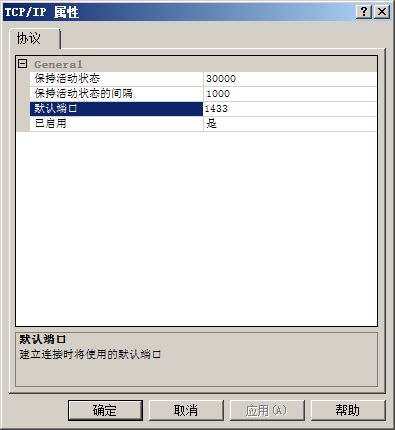 TCP/IP 属性
协议
General
保持活动状态 30000
保持活动状态的间隔 1000
默认端口 1433
已启用 是
默认端口
建立连接时将使用的默认端口
确定 取消 应用(A) 帮助